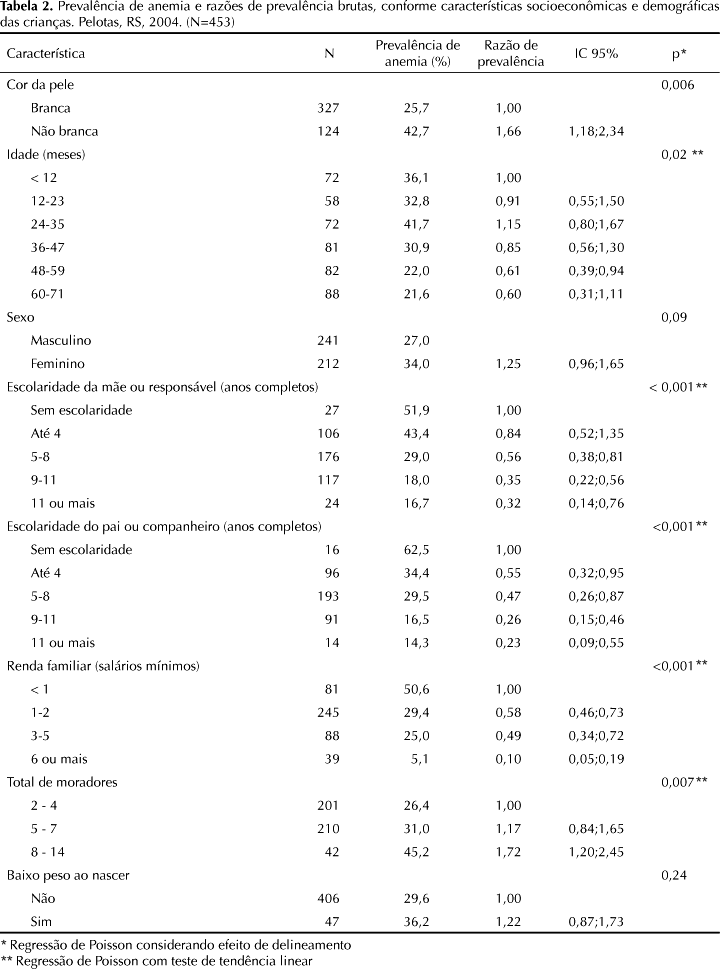 Tabela 2. Prevalência de anemia e razões de prevalência brutas, conforme características socioeconômicas e demográficas
das crianças. Pelotas, RS, 2004. (N=453)
Característica N Prevalência de anemia (%) Razão de prevalência IC 95% p*
Cor da pele 0,006
Branca 327 25,7 1,00
Não branca 124 42,7 1,66 1,18;2,34
Idade (meses) 0,02 **
< 12 72 36,1 1,00
12-23 58 32,8 0,91 0,55;1,50
24-35 72 41,7 1,15 0,80;1,67
36-47 81 30,9 0,85 0,56;1,30
48-59 82 22,0 0,61 0,39;0,94
60-71 88 21,6 0,60 0,31;1,11
Sexo 0,09
Masculino 241 27,0
Feminino 212 34,0 1,25 0,96;1,65
Escolaridade da mãe ou responsável (anos completos) < 0,001**
Sem escolaridade 27 51,9 1,00
Até 4 106 43,4 0,84 0,52;1,35
5-8 176 29,0 0,56 0,38;0,81
9-11 117 18,0 0,35 0,22;0,56
11 ou mais 24 16,7 0,32 0,14;0,76
Escolaridade do pai ou companheiro (anos completos) <0,001**
Sem escolaridade 16 62,5 1,00
Até 4 96 34,4 0,55 0,32;0,95
5-8 193 29,5 0,47 0,26;0,87
9-11 91 16,5 0,26 0,15;0,46
11 ou mais 14 14,3 0,23 0,09;0,55
Renda familiar (salários mínimos) <0,001**
< 1 81 50,6 1,00
1-2 245 29,4 0,58 0,46;0,73
3-5 88 25,0 0,49 0,34;0,72
6 ou mais 39 5,1 0,10 0,05;0,19
Total de moradores 0,007**
2 - 4 201 26,4 1,00
5 - 7 210 31,0 1,17 0,84;1,65
8 - 14 42 45,2 1,72 1,20;2,45
Baixo peso ao nascer 0,24
Não 406 29,6 1,00
Sim 47 36,2 1,22 0,87;1,73
* Regressão de Poisson considerando efeito de delineamento
** Regressão de Poisson com teste de tendência linear